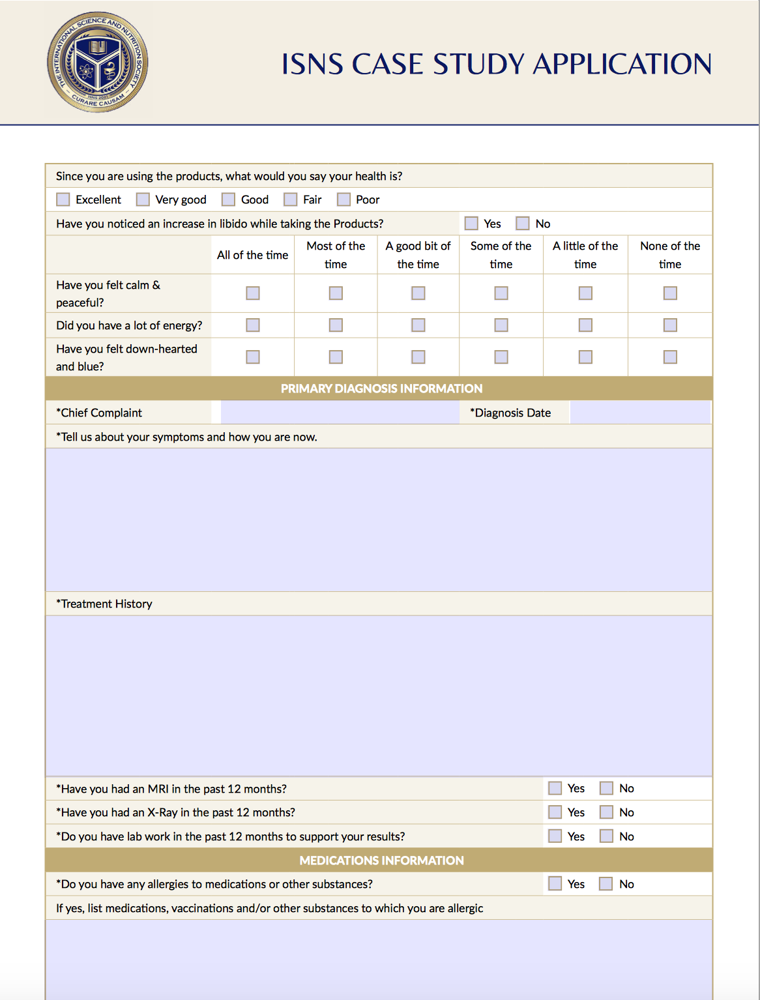 THE INTERNATIONAL SCIENCE AND NUTRITION SOCIETY
ISNS 2021
— CURARE CAUSAM —
ISNS CASE STUDY APPLICATION
Since you are using the products, what would you say your health is?
Excellent Very good Good Fair Poor
Have you noticed an increase in libido while taking the Products? Yes No
All of the time Most of the time A good bit of the time Some of the time A little of the time None of the time
Have you felt calm &
peaceful?
Did you have a lot of energy?
Have you felt down-hearted
and blue?
PRIMARY DIAGNOSIS INFORMATION
*Chief Complaint *Diagnosis Date
*Tell us about your symptoms and how you are now.
*Treatment History
*Have you had an MRI in the past 12 months? Yes No
*Have you had an X-Ray in the past 12 months? Yes No
*Do you have lab work in the past 12 months to support your results? Yes No
MEDICATIONS INFORMATION
*Do you have any allergies to medications or other substances? Yes No
If yes, list medications, vaccinations and/or other substances to which you are allergic